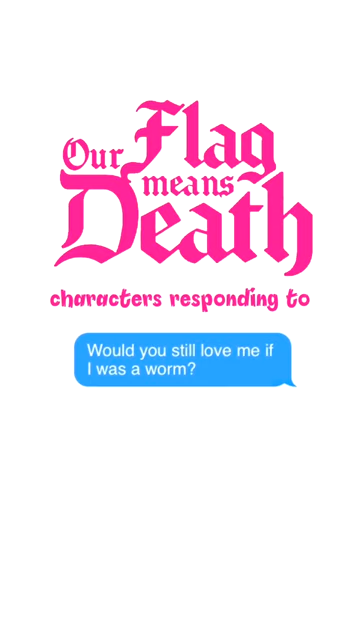 Our Flag
means
Death
characters responding to
Would you still love me if
I was a worm?